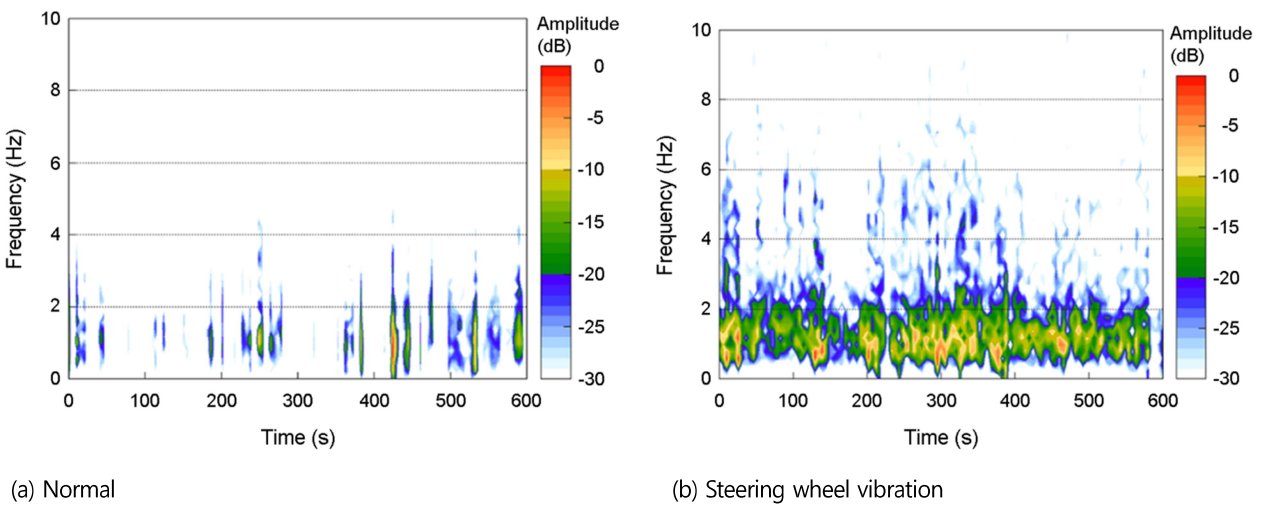 Amplitude
(dB)
10
8
6
4
2
0
Frequency (Hz)
0
-5
-10
-15
-20
-25
-30
0 100 200 300 400 500 600
Time (s)
(a) Normal
Amplitude
(dB)
10
8
6
4
2
0
Frequency (Hz)
0
-5
-10
-15
-20
-25
-30
0 100 200 300 400 500 600
Time (s)
(b) Steering wheel vibration